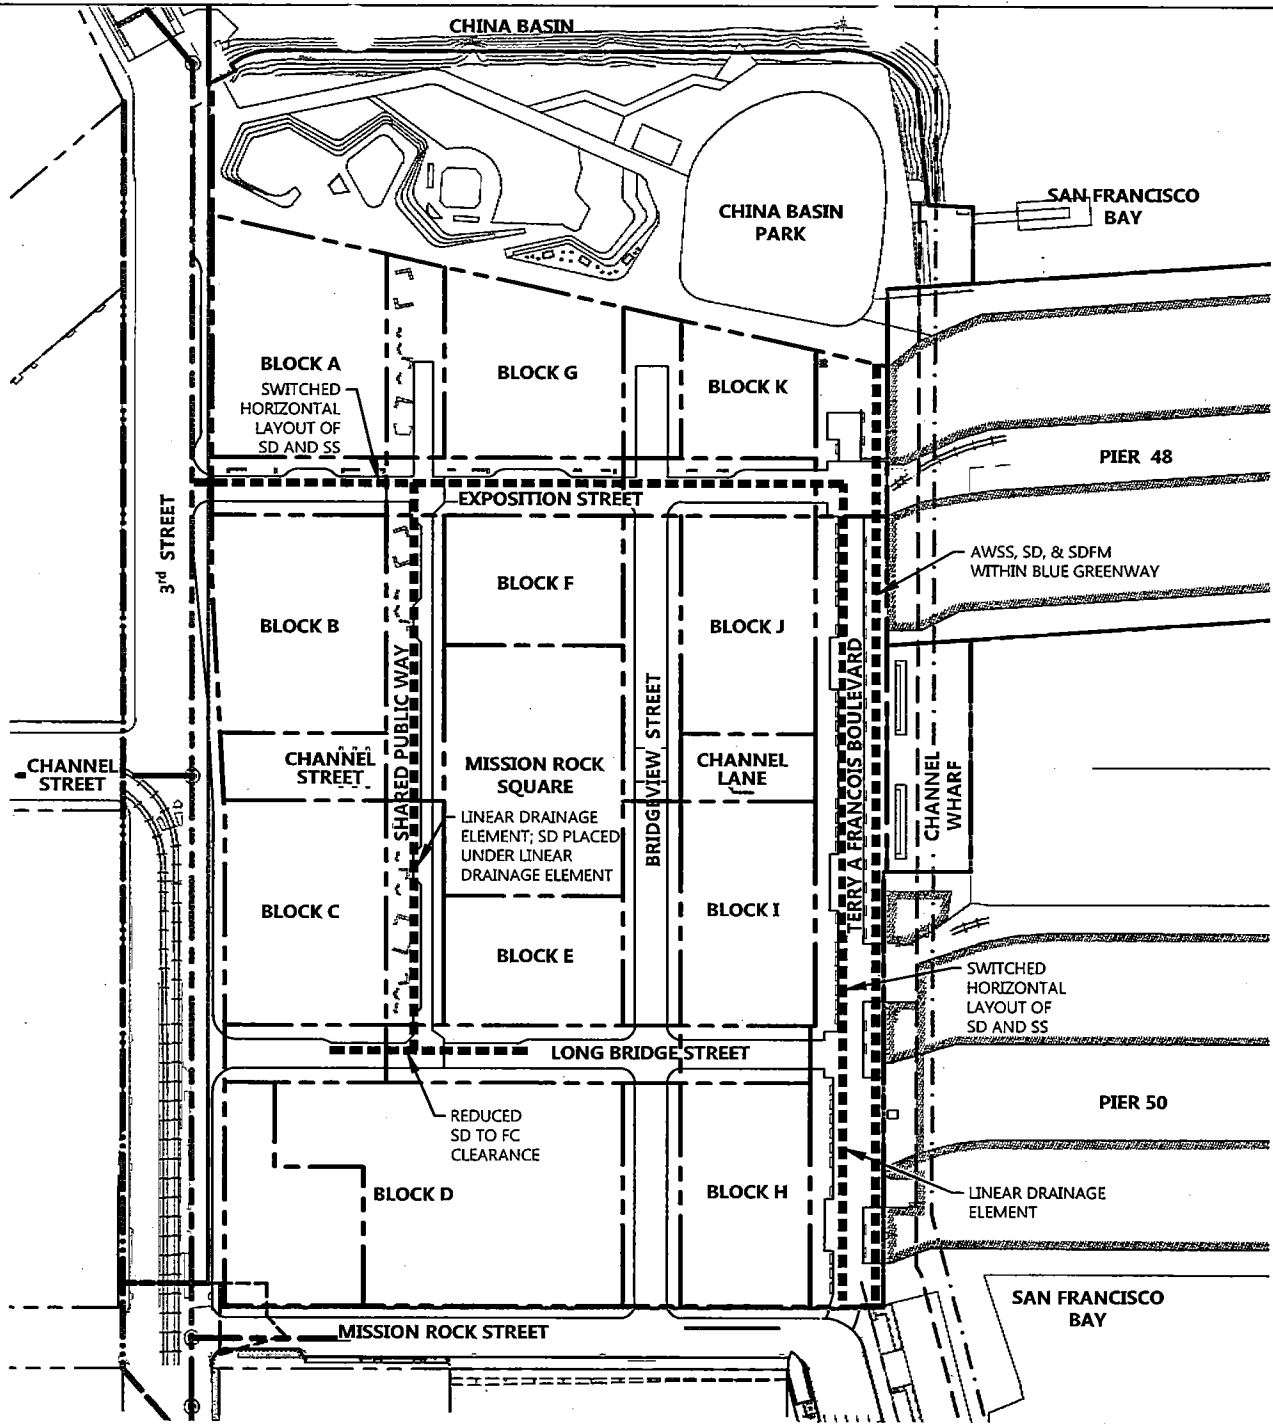 CHINA BASIN
SAN FRANCISCO
BAY
CHINA BASIN
PARK
BLOCK A
BLOCK G
BLOCK K
SWITCHED
HORIZONTAL
LAYOUT OF
SD AND SS
PIER 48
EXPOSITION STREET
3rd STREET
AWSS, SD, & SDFM
WITHIN BLUE GREENWAY
BLOCK F
BLOCK B
BLOCK J
SHARED PUBLIC WAY
BRIDGEVIEW STREET
TERRY A FRANCOIS BOULEVARD
CHANNEL
STREET
CHANNEL
STREET
MISSION ROCK
SQUARE
CHANNEL
LANE
CHANNEL
WHARF
LINEAR DRAINAGE
ELEMENT; SD PLACED
UNDER LINEAR
DRAINAGE ELEMENT
BLOCK C
BLOCK I
BLOCK E
SWITCHED
HORIZONTAL
LAYOUT OF
SD AND SS
LONG BRIDGE STREET
REDUCED
SD TO FC
CLEARANCE
PIER 50
BLOCK D
BLOCK H
LINEAR DRAINAGE
ELEMENT
SAN FRANCISCO
BAY
MISSION ROCK STREET